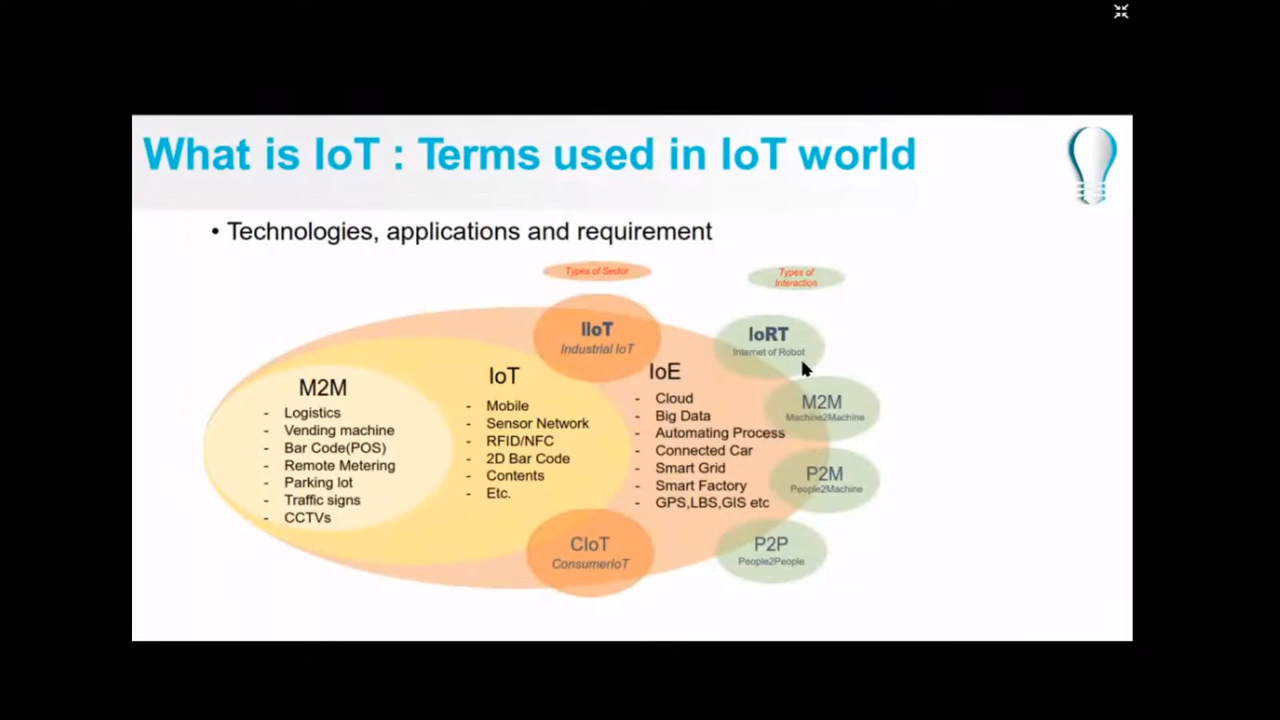 What is IoT : Terms used in IoT world
• Technologies, applications and requirement
Types of Sector
Types of
Interaction
IIoT
Industrial IoT
IoRT
Internet of Robot
M2M
- Logistics
- Vending machine
- Bar Code(POS)
- Remote Metering
- Parking lot
- Traffic signs
- CCTVs
IoT
- Mobile
- Sensor Network
- RFID/NFC
- 2D Bar Code
- Contents
- Etc.
IoE
- Cloud
- Big Data
- Automating Process
- Connected Car
- Smart Grid
- Smart Factory
- GPS,LBS,GIS etc
M2M
Machine2Machine
P2M
People2Machine
CIoT
ConsumerIoT
P2P
People2People